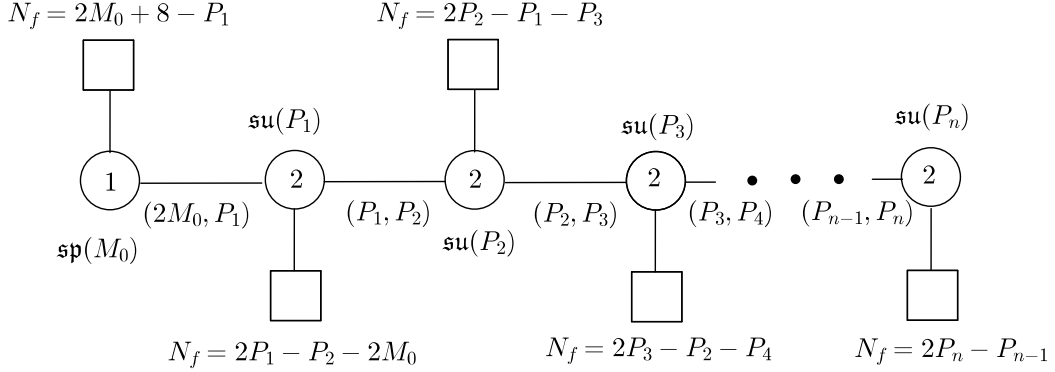 N_f = 2M_0 + 8 − P_1
N_f = 2P_2 − P_1 − P_3
𝔰𝔲(P_1)
𝔰𝔲(P_3)
𝔰𝔲(P_n)
1
2
2
2
2
(2M_0, P_1)
(P_1, P_2)
(P_2, P_3)
(P_3, P_4)
(P_{n−1}, P_n)
𝔰𝔭(M_0)
𝔰𝔲(P_2)
N_f = 2P_1 − P_2 − 2M_0
N_f = 2P_3 − P_2 − P_4
N_f = 2P_n − P_{n−1}